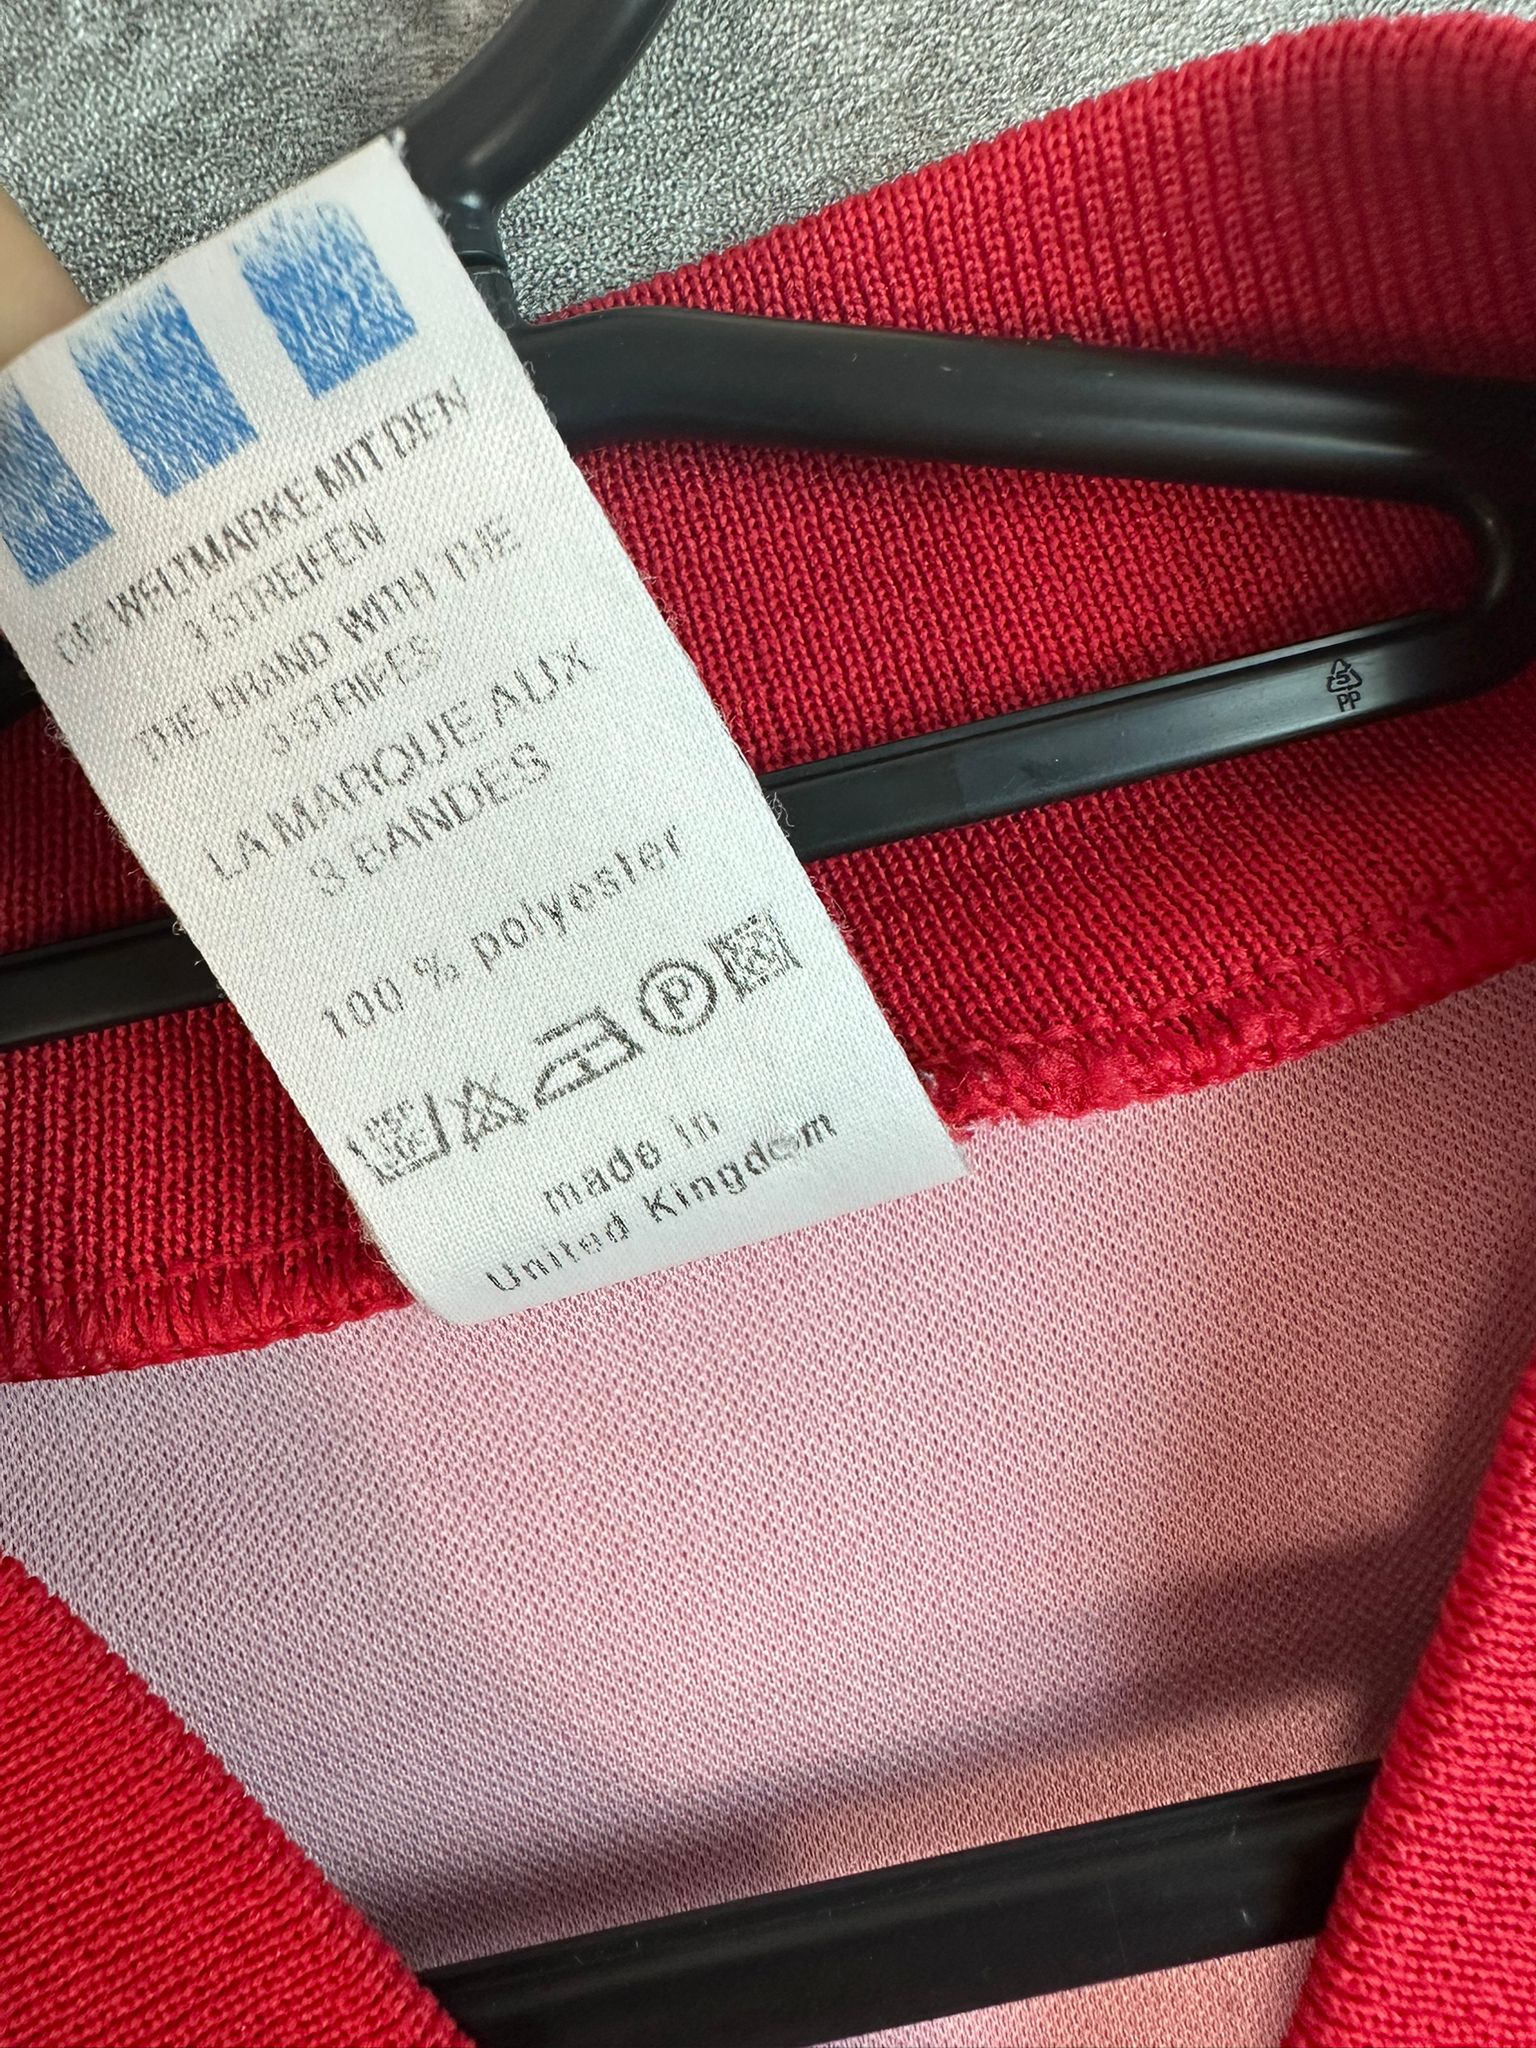 DIE WELTMARKE MIT DEN
3 STREIFEN
THE BRAND WITH THE
3 STRIPES
LA MARQUE AUX
3 BANDES
100 % polyester
P
made in
United Kingdom
5
PP